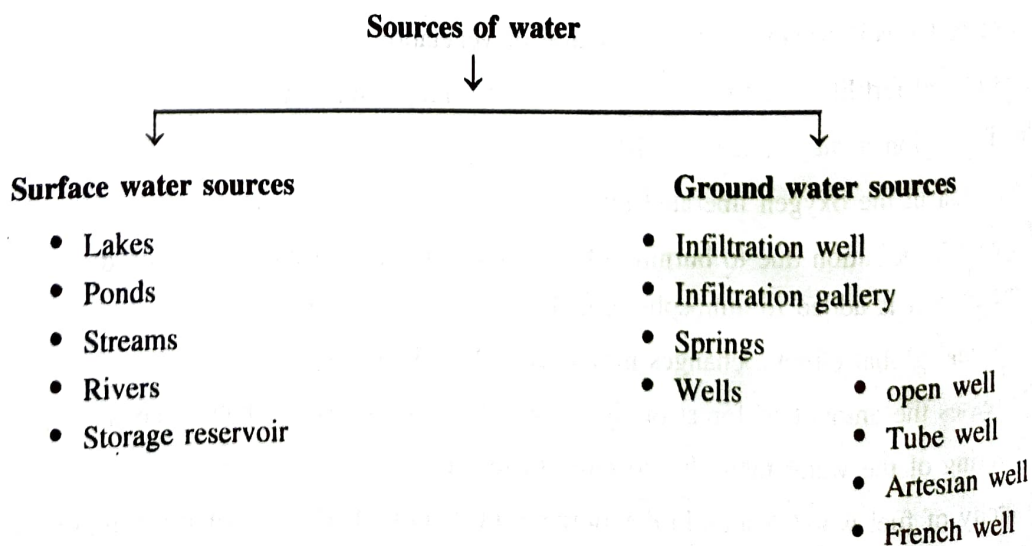 Sources of water
Surface water sources
• Lakes
• Ponds
• Streams
• Rivers
• Storage reservoir
Ground water sources
• Infiltration well
• Infiltration gallery
• Springs
• Wells
• open well
• Tube well
• Artesian well
• French well